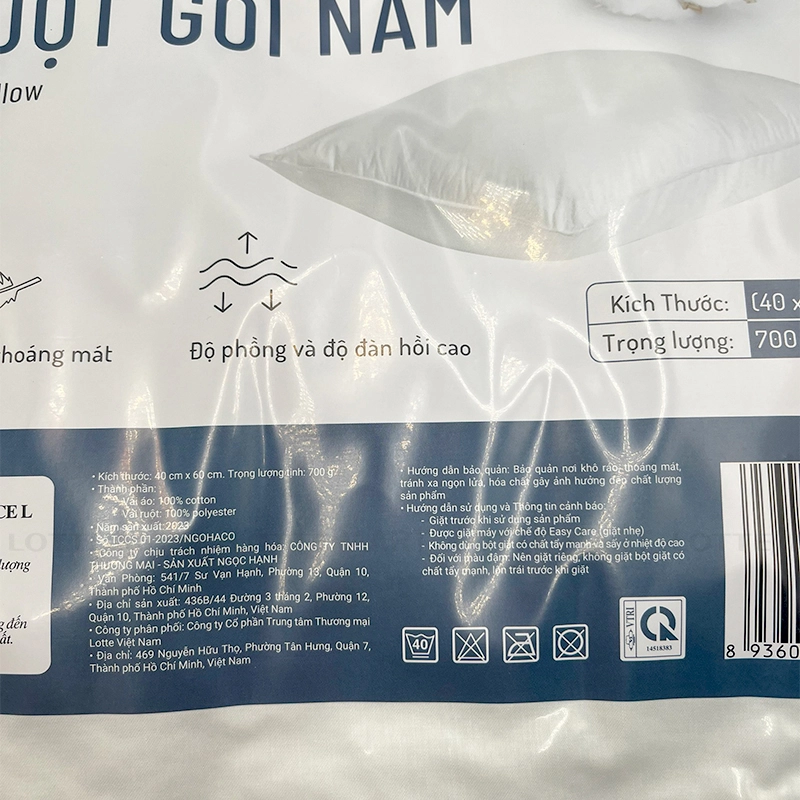 RUỘT GỐI NẰM
llow
hoáng mát
Độ phồng và độ đàn hồi cao
Kích Thước: (40 x
Trọng lượng: 700
CE L
lượng
g đến
ất.
• Kích thước: 40 cm x 60 cm. Trọng lượng tịnh: 700 g
• Thành phần:
Vải áo: 100% cotton
Vải ruột: 100% polyester
• Năm sản xuất: 2023
• Số TCCS 01-2023/NGOHACO
• Công ty chịu trách nhiệm hàng hóa: CÔNG TY TNHH
THƯƠNG MẠI - SẢN XUẤT NGỌC HẠNH
• Văn Phòng: 541/7 Sư Vạn Hạnh, Phường 13, Quận 10,
Thành phố Hồ Chí Minh
• Địa chỉ sản xuất: 436B/44 Đường 3 tháng 2, Phường 12,
Quận 10, Thành phố Hồ Chí Minh, Việt Nam
• Công ty phân phối: Công ty Cổ phần Trung tâm Thương mại
Lotte Việt Nam
• Địa chỉ: 469 Nguyễn Hữu Thọ, Phường Tân Hưng, Quận 7,
Thành phố Hồ Chí Minh, Việt Nam
• Hướng dẫn bảo quản: Bảo quản nơi khô ráo, thoáng mát,
tránh xa ngọn lửa, hóa chất gây ảnh hưởng đẹp chất lượng
sản phẩm
• Hướng dẫn sử dụng và Thông tin cảnh báo:
- Giặt trước khi sử dụng sản phẩm
- Được giặt máy với chế độ Easy Care (giặt nhẹ)
- Không dùng bột giặt có chất tẩy mạnh và sấy ở nhiệt độ cao
- Đối với màu đậm: Nên giặt riêng, không giặt bột giặt có
chất tẩy mạnh, lộn trái trước khi giặt
40
VTRI
14518383
8 9360